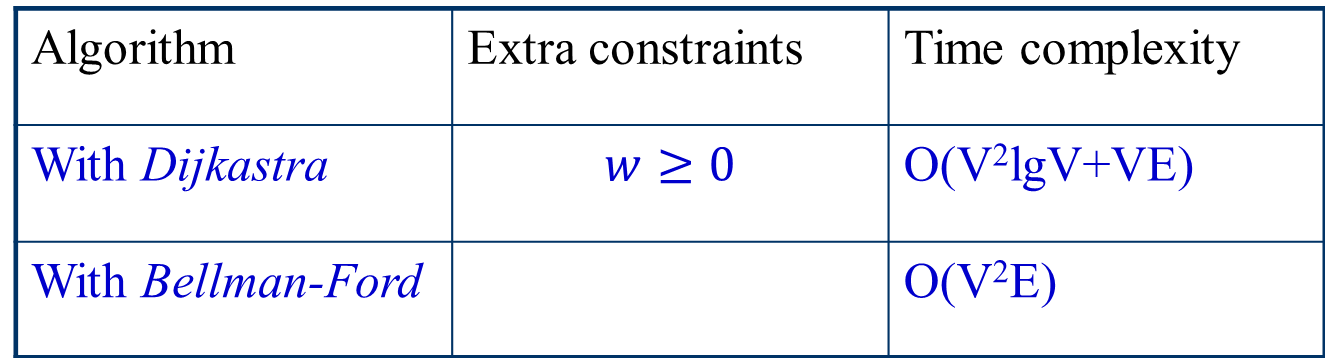 Algorithm Extra constraints Time complexity
With Dijkastra w ≥ 0 O(V²lgV+VE)
With Bellman-Ford O(V²E)